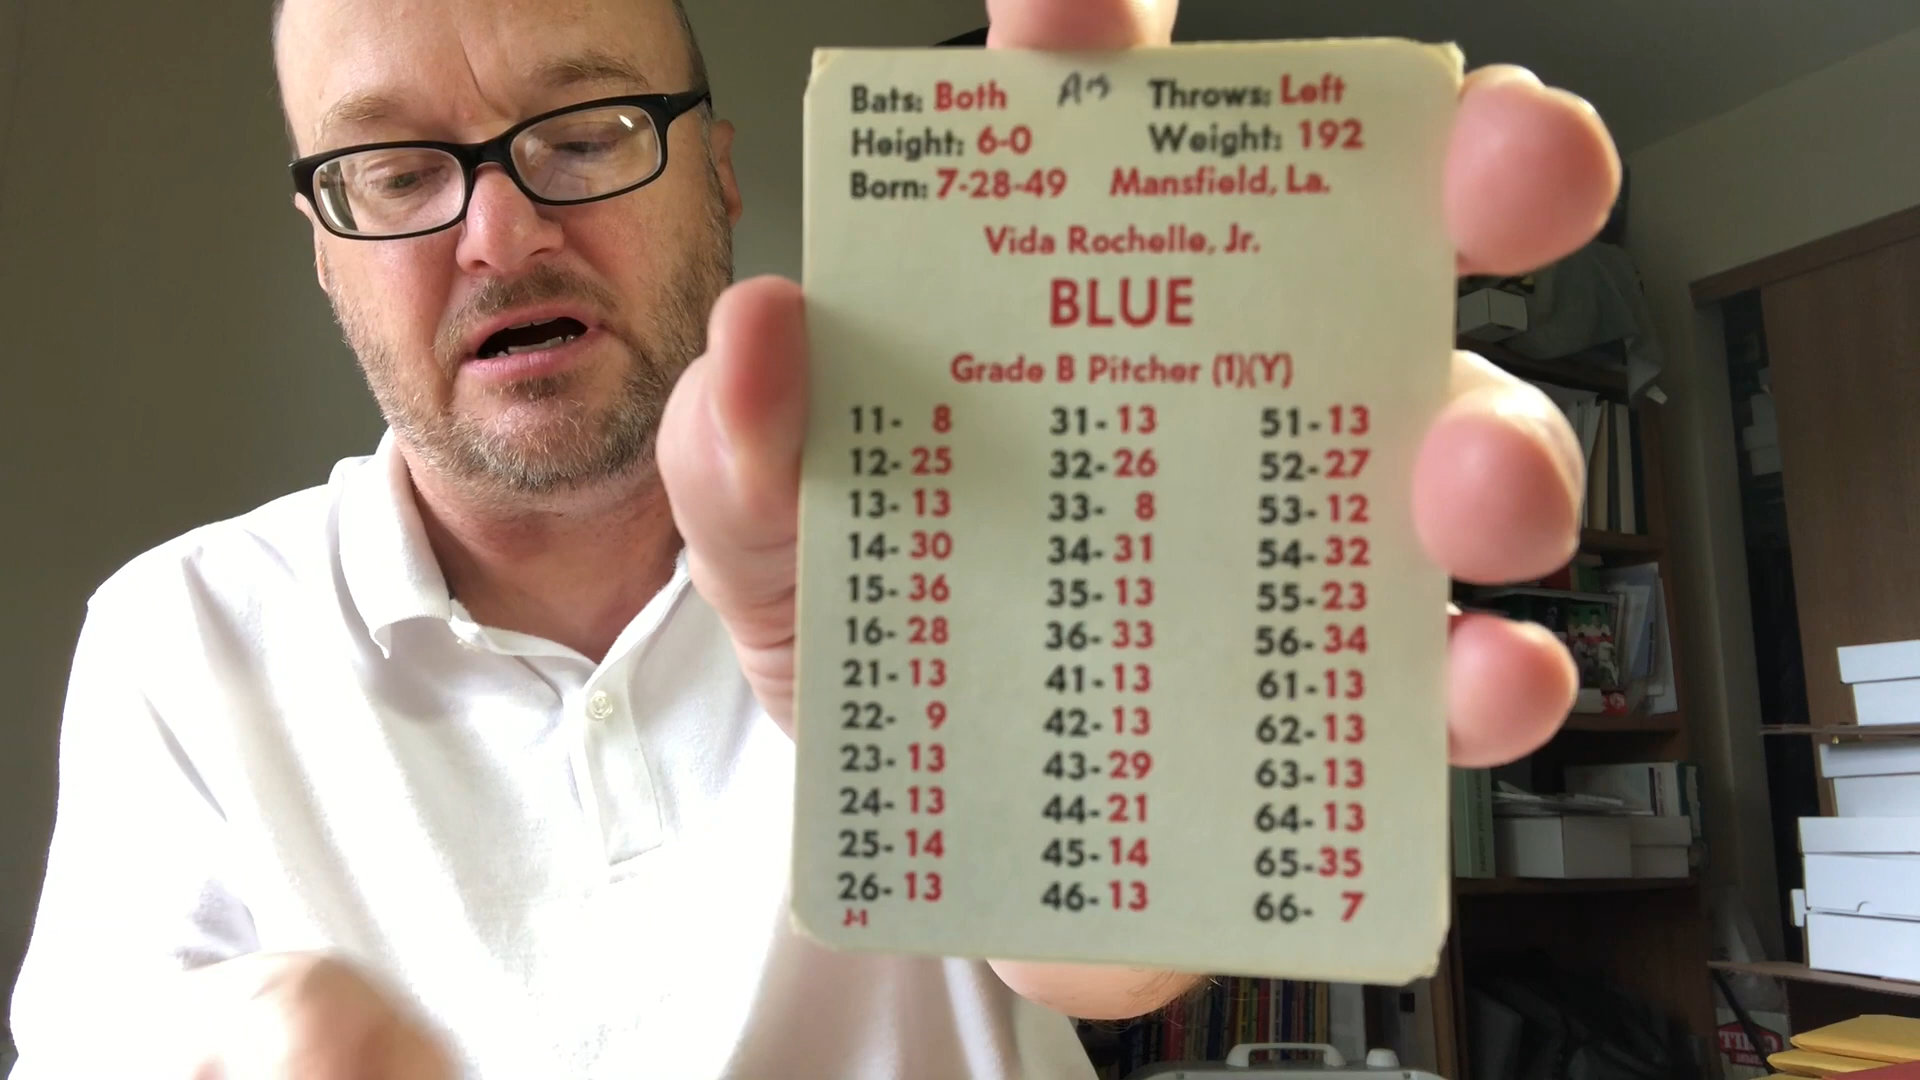 Bats: Both A's Throws: Left
Height: 6-0 Weight: 192
Born: 7-28-49 Mansfield, La.
Vida Rochelle, Jr.
BLUE
Grade B Pitcher (1)(Y)
11- 8 31-13 51-13
12-25 32-26 52-27
13-13 33- 8 53-12
14-30 34-31 54-32
15-36 35-13 55-23
16-28 36-33 56-34
21-13 41-13 61-13
22- 9 42-13 62-13
23-13 43-29 63-13
24-13 44-21 64-13
25-14 45-14 65-35
26-13 46-13 66- 7
J-1